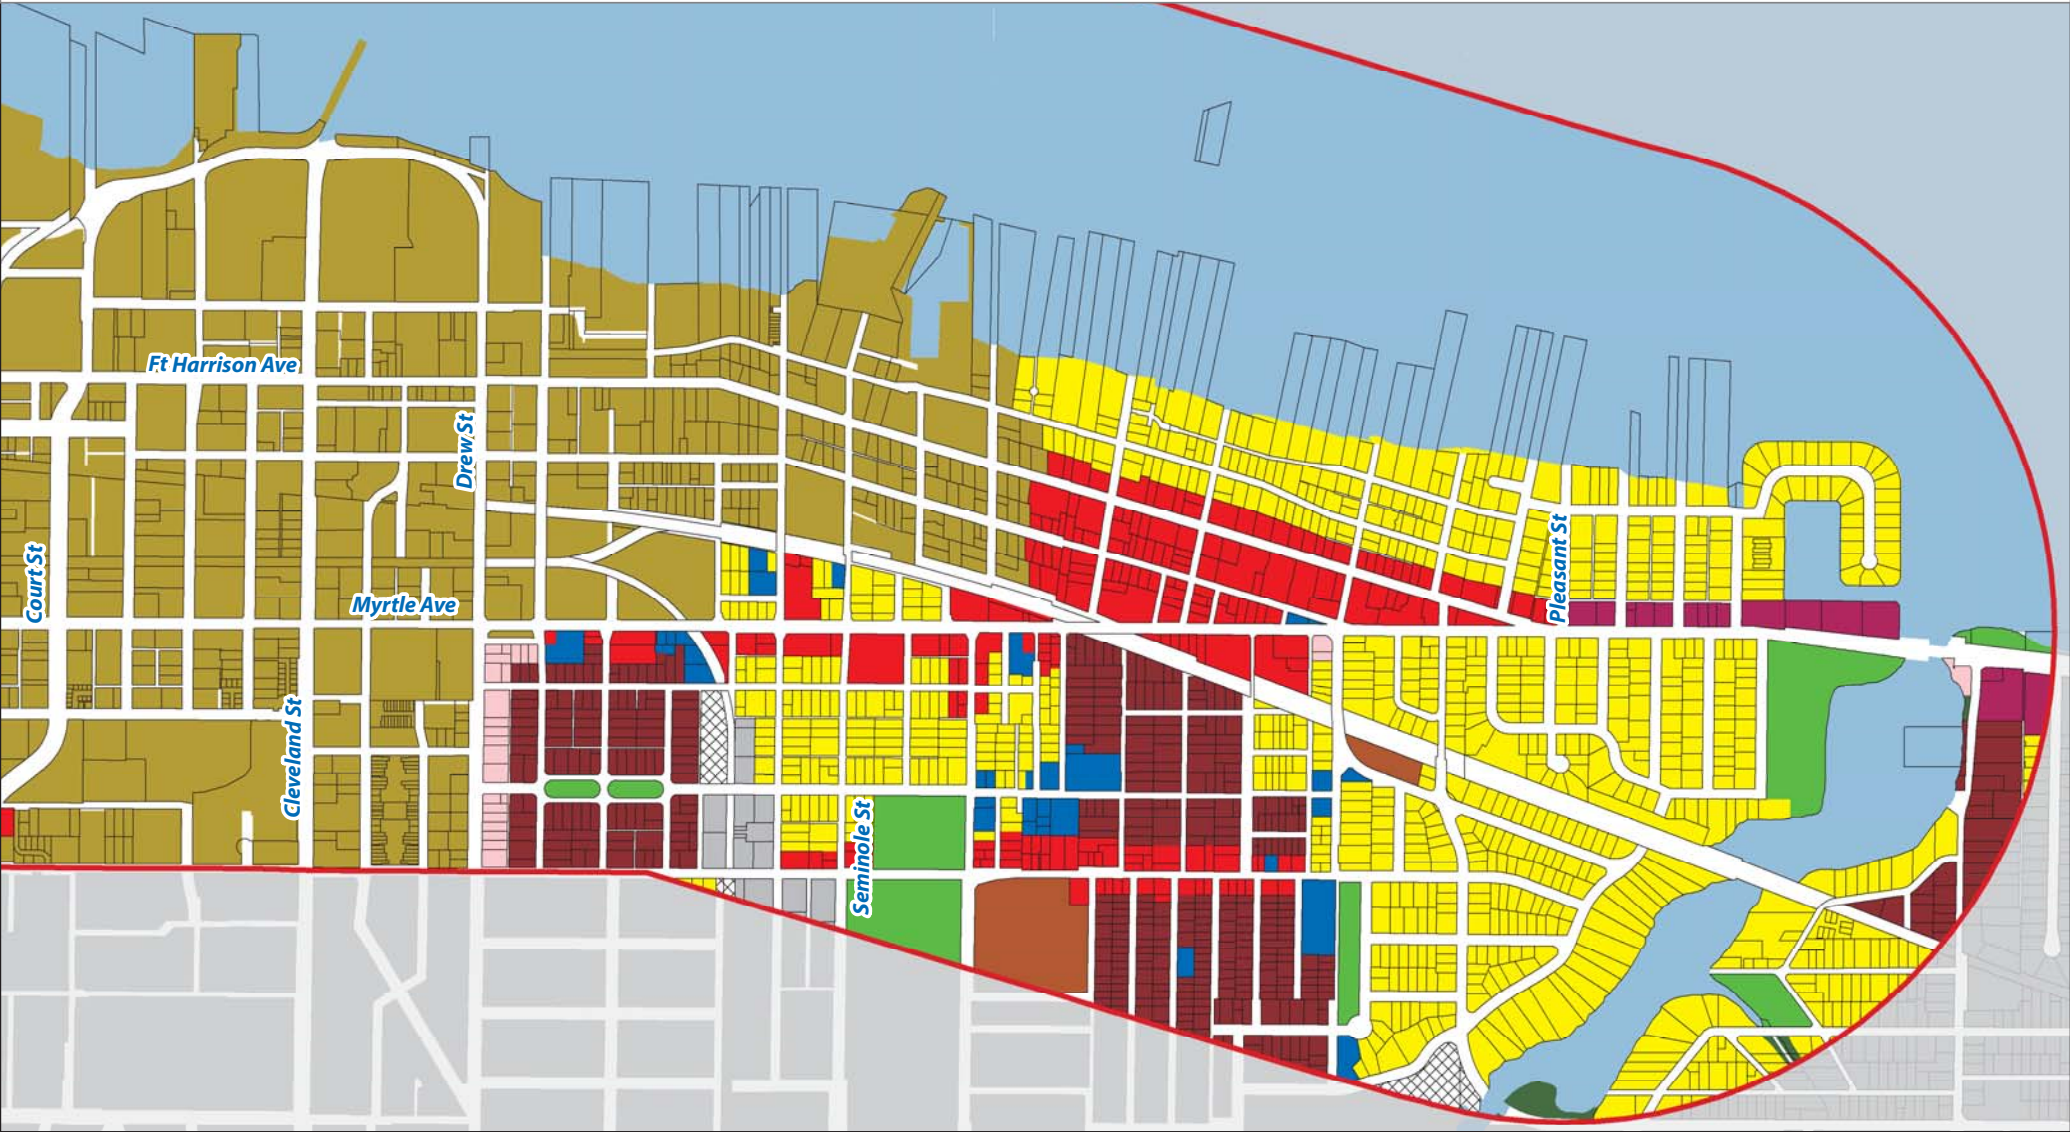 Ft Harrison Ave
Drew St
Court St
Pleasant St
Myrtle Ave
Cleveland St
Seminole St